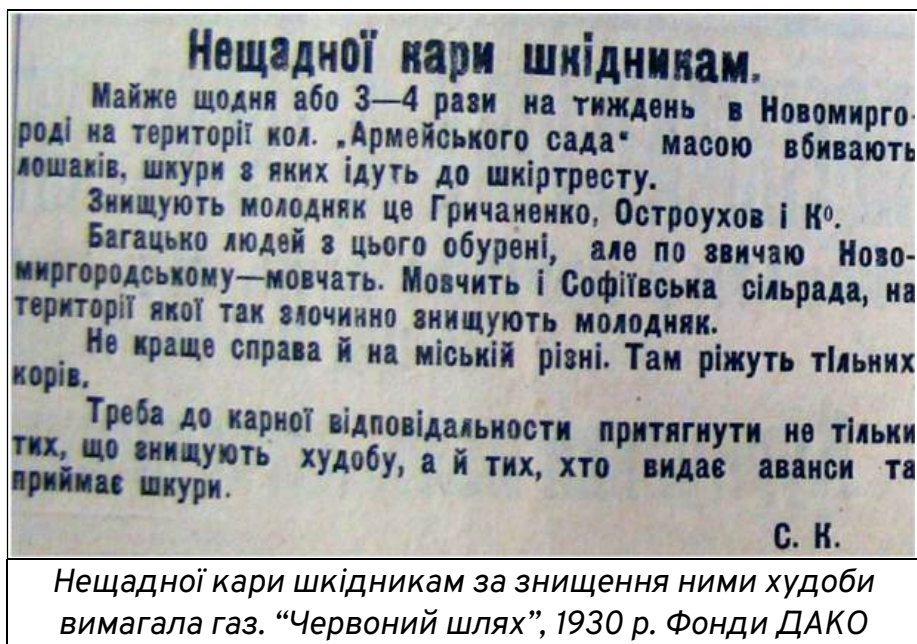 Нещадної кари шкідникам.
Майже щодня або 3—4 рази на тиждень в Новомирго-
роді на території кол. „Армейського сада“ масою вбивають
лошаків, шкури з яких ідуть до шкіртресту.
Знищують молодняк це Гричаненко, Остроухов і Кº.
Багацько людей з цього обурені, але по звичаю Ново-
миргородському—мовчать. Мовчить і Софіївська сільрада, на
території якої так злочинно знищують молодняк.
Не краще справа й на міській різні. Там ріжуть тільних
корів.
Треба до карної відповідальности притягнути не тільки
тих, що знищують худобу, а й тих, хто видає аванси та
приймає шкури.
С. К.
Нещадної кари шкідникам за знищення ними худоби
вимагала газ. “Червоний шлях”, 1930 р. Фонди ДАКО